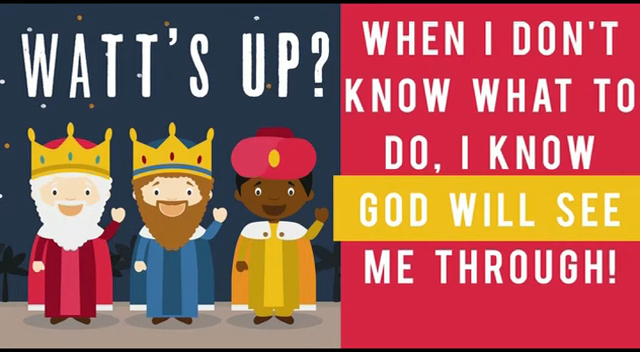 WATT'S UP?
WHEN I DON'T
KNOW WHAT TO
DO, I KNOW
GOD WILL SEE
ME THROUGH!